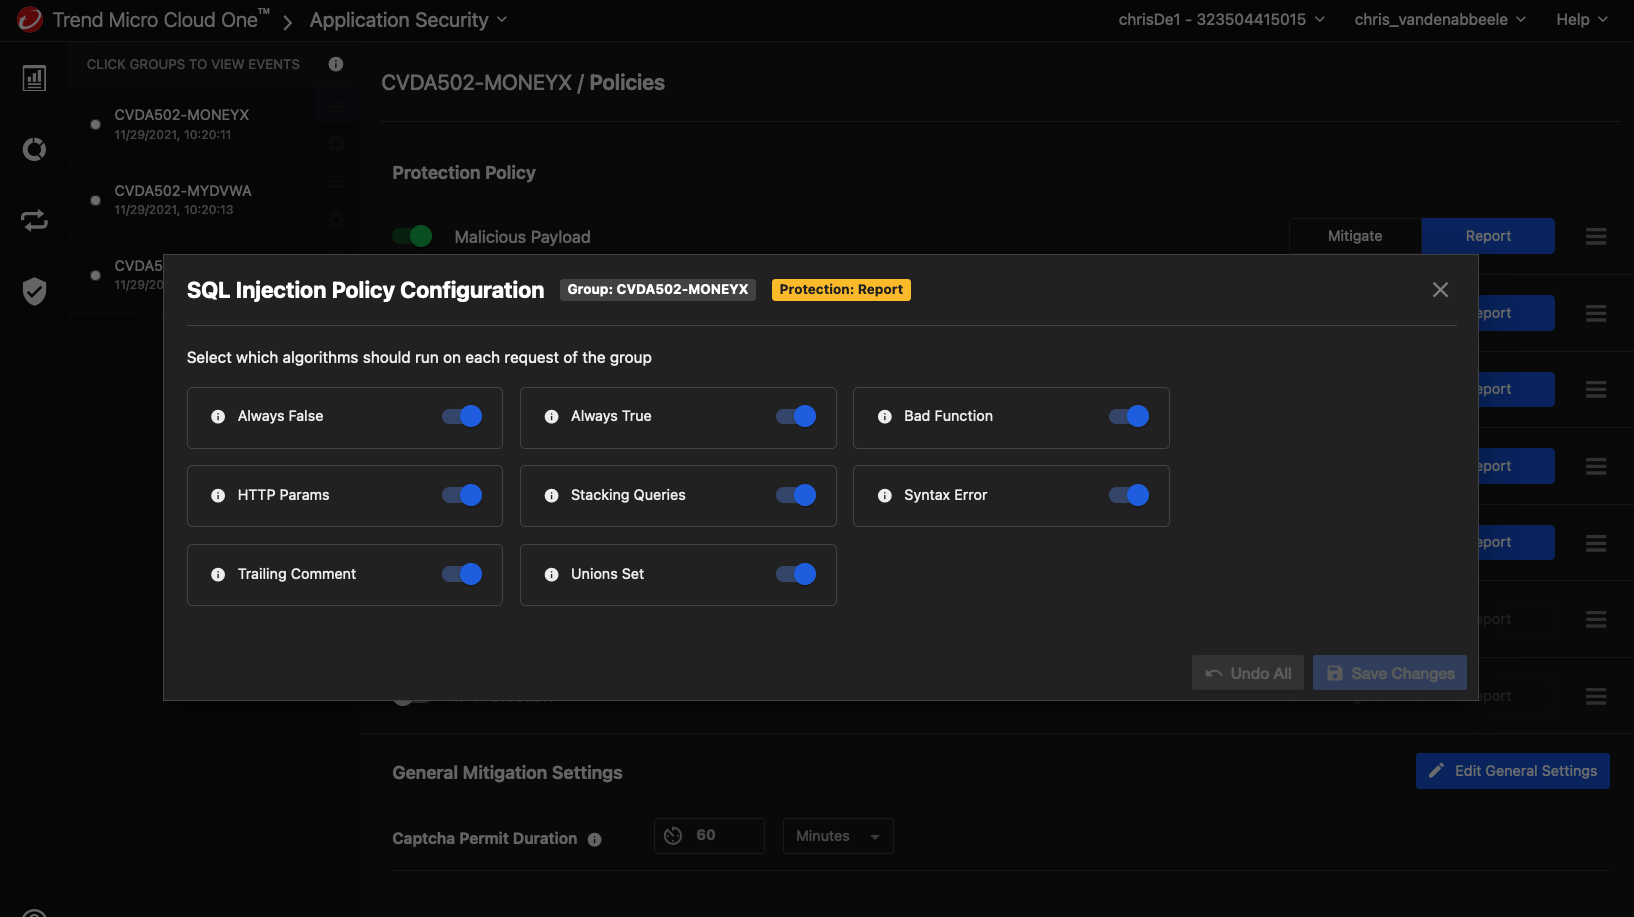 Trend Micro Cloud One™ > Application Security
chrisDe1 - 323504415015
chris_vandenabbeele
Help
CLICK GROUPS TO VIEW EVENTS
CVDA502-MONEYX / Policies
CVDA502-MONEYX
11/29/2021, 10:20:11
CVDA502-MYDVWA
11/29/2021, 10:20:13
CVDA5
11/29/20
Protection Policy
Malicious Payload
Mitigate
Report
SQL Injection Policy Configuration
Group: CVDA502-MONEYX
Protection: Report
Select which algorithms should run on each request of the group
Always False
Always True
Bad Function
HTTP Params
Stacking Queries
Syntax Error
Trailing Comment
Unions Set
Undo All
Save Changes
eport
eport
eport
eport
eport
eport
General Mitigation Settings
Edit General Settings
Captcha Permit Duration
60
Minutes